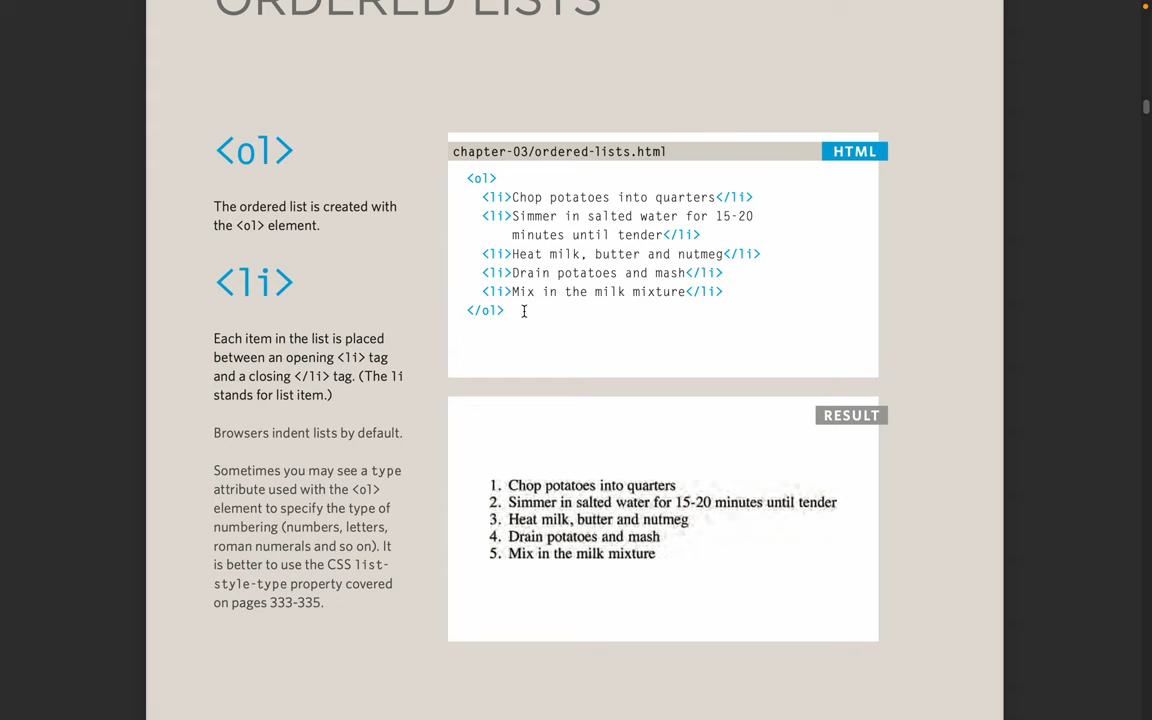 ORDERED LISTS
<ol>
The ordered list is created with
the <ol> element.
<li>
Each item in the list is placed
between an opening <li> tag
and a closing </li> tag. (The li
stands for list item.)
Browsers indent lists by default.
Sometimes you may see a type
attribute used with the <ol>
element to specify the type of
numbering (numbers, letters,
roman numerals and so on). It
is better to use the CSS list-
style-type property covered
on pages 333-335.
chapter-03/ordered-lists.html
HTML
<ol>
<li>Chop potatoes into quarters</li>
<li>Simmer in salted water for 15-20
minutes until tender</li>
<li>Heat milk, butter and nutmeg</li>
<li>Drain potatoes and mash</li>
<li>Mix in the milk mixture</li>
</ol>
RESULT
1. Chop potatoes into quarters
2. Simmer in salted water for 15-20 minutes until tender
3. Heat milk, butter and nutmeg
4. Drain potatoes and mash
5. Mix in the milk mixture